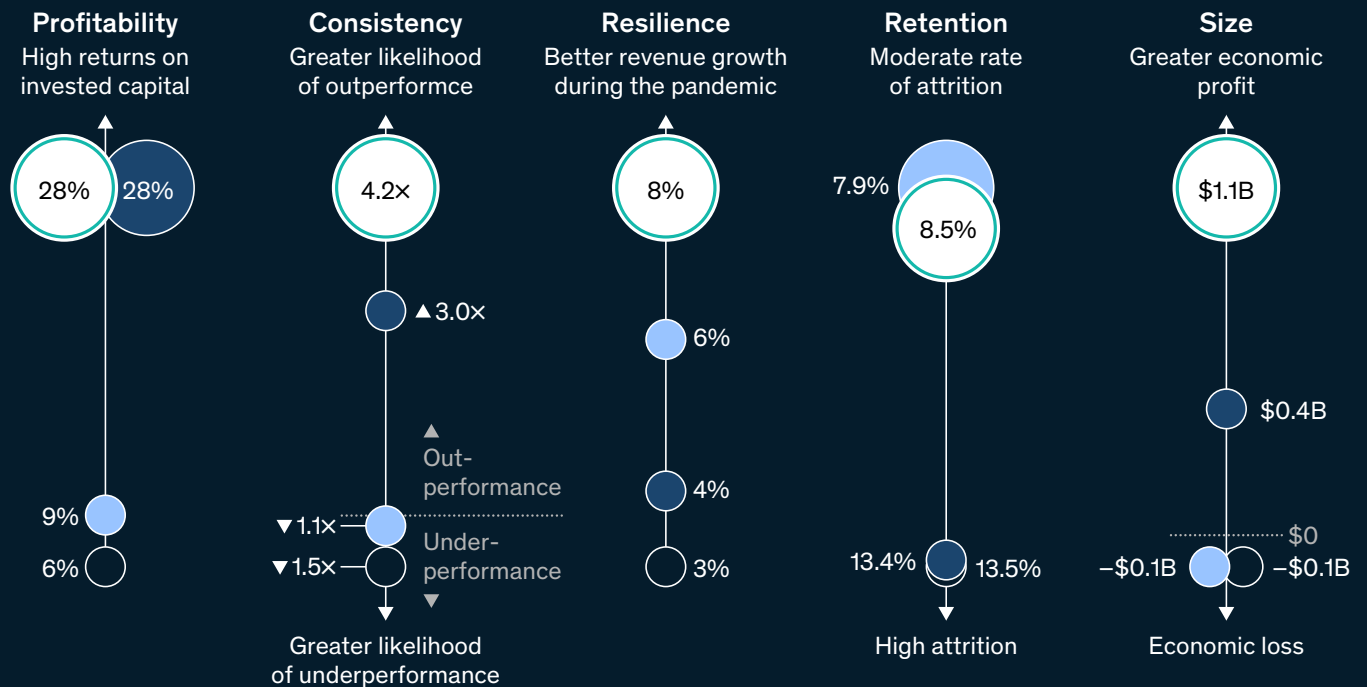 Profitability
High returns on
invested capital
28%
28%
9%
6%
Consistency
Greater likelihood
of outperformce
4.2×
▲3.0×
▲
Out-
performance
▼1.1×
Under-
performance
▼1.5×
▼
Greater likelihood
of underperformance
Resilience
Better revenue growth
during the pandemic
8%
6%
4%
3%
Retention
Moderate rate
of attrition
7.9%
8.5%
13.4%
13.5%
High attrition
Size
Greater economic
profit
$1.1B
$0.4B
$0
–$0.1B
–$0.1B
Economic loss